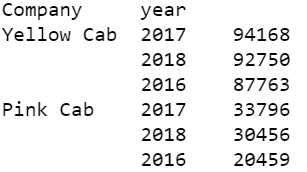 Company     year
Yellow Cab  2017    94168
            2018    92750
            2016    87763
Pink Cab    2017    33796
            2018    30456
            2016    20459